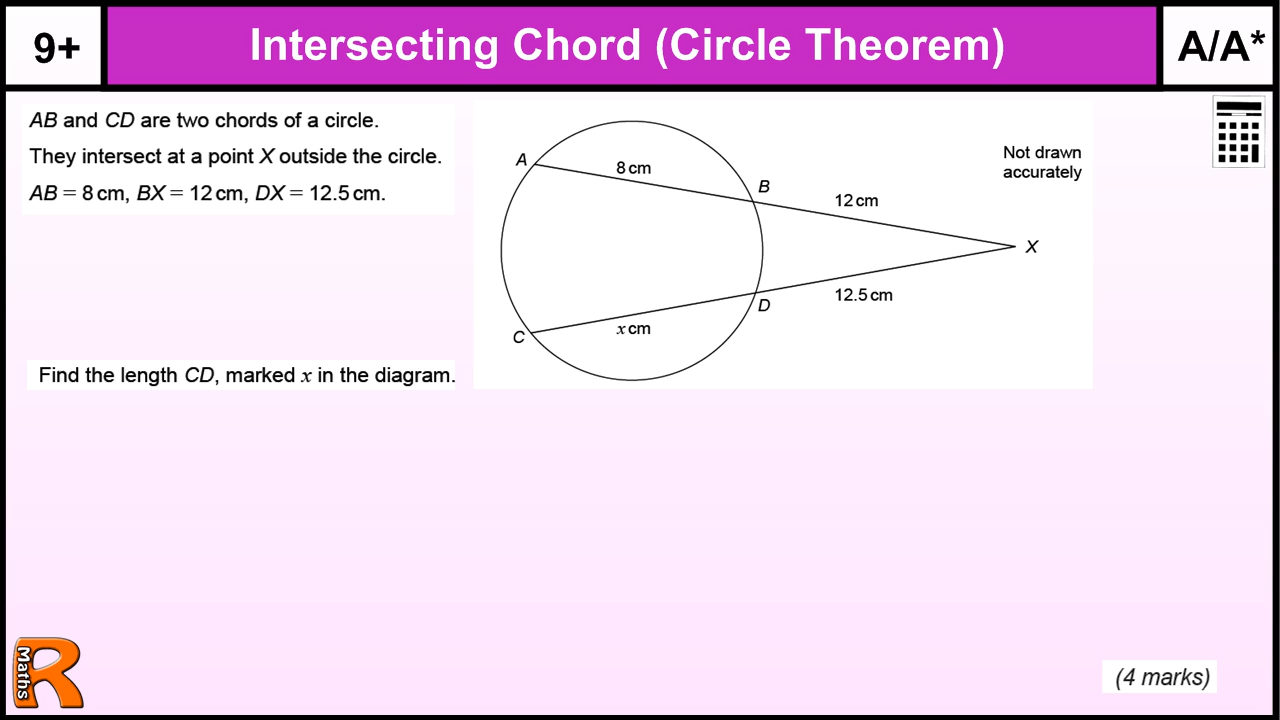 9+
Intersecting Chord (Circle Theorem)
A/A*
AB and CD are two chords of a circle.
They intersect at a point X outside the circle.
AB = 8 cm, BX = 12 cm, DX = 12.5 cm.
Not drawn
accurately
A
8 cm
B
12 cm
X
12.5 cm
D
x cm
C
Find the length CD, marked x in the diagram.
R
Maths
(4 marks)